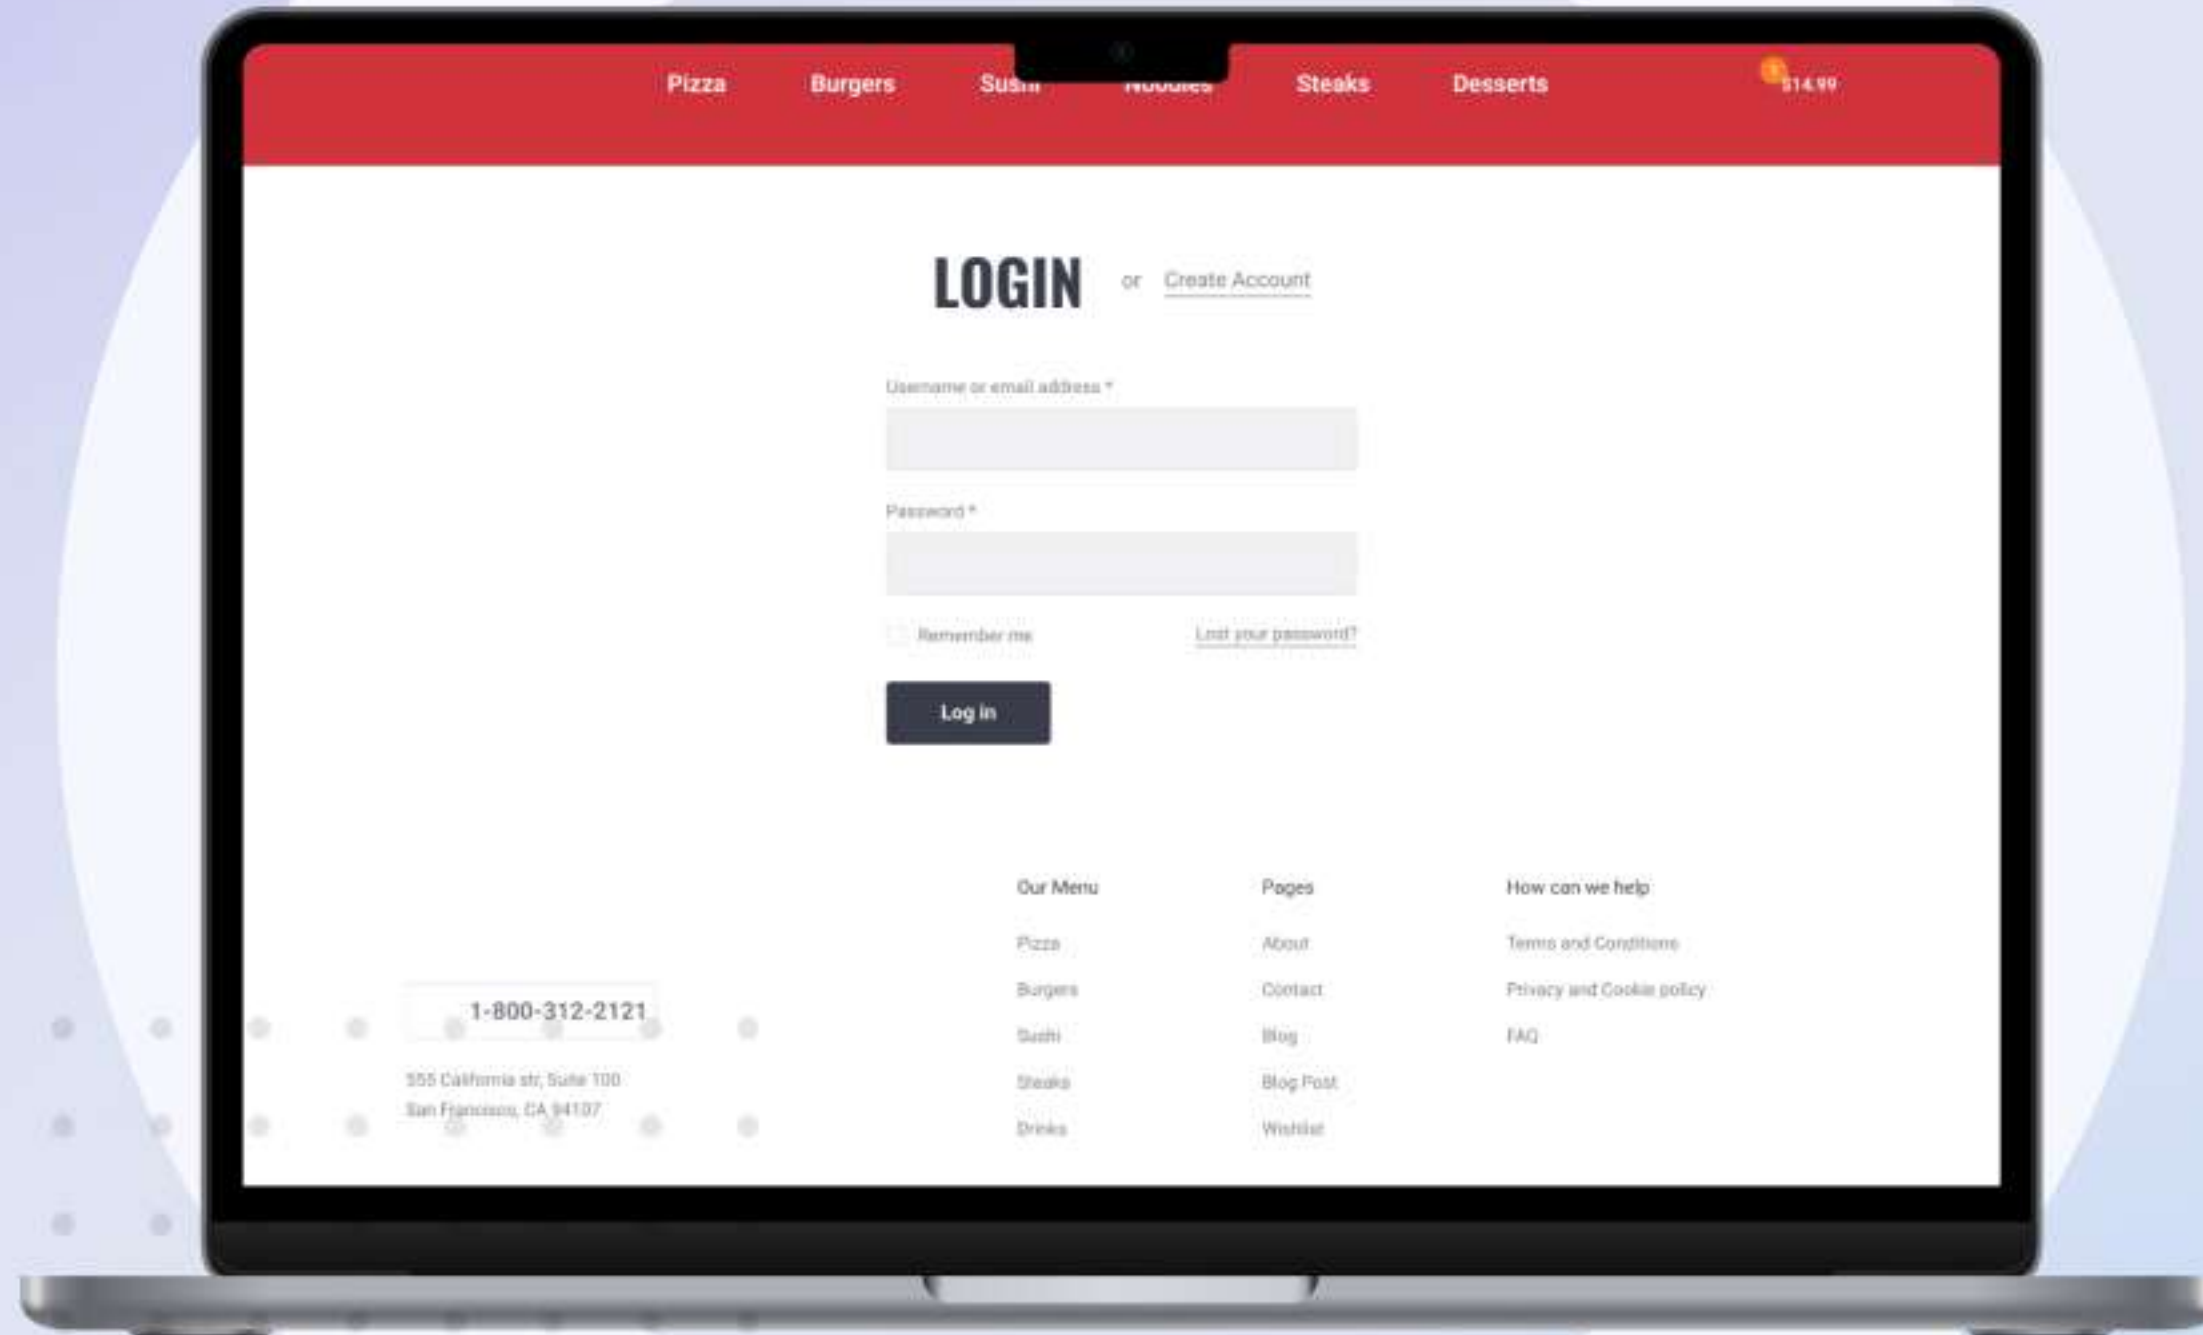 Pizza Burgers Sushi Noodles Steaks Desserts $14.99
LOGIN or Create Account
Username or email address *
Password *
Remember me Lost your password?
Log in
1-800-312-2121
555 California str, Suite 100
San Francisco, CA 94107
Our Menu
Pizza
Burgers
Sushi
Steaks
Drinks
Pages
About
Contact
Blog
Blog Post
Wishlist
How can we help
Terms and Conditions
Privacy and Cookie policy
FAQ